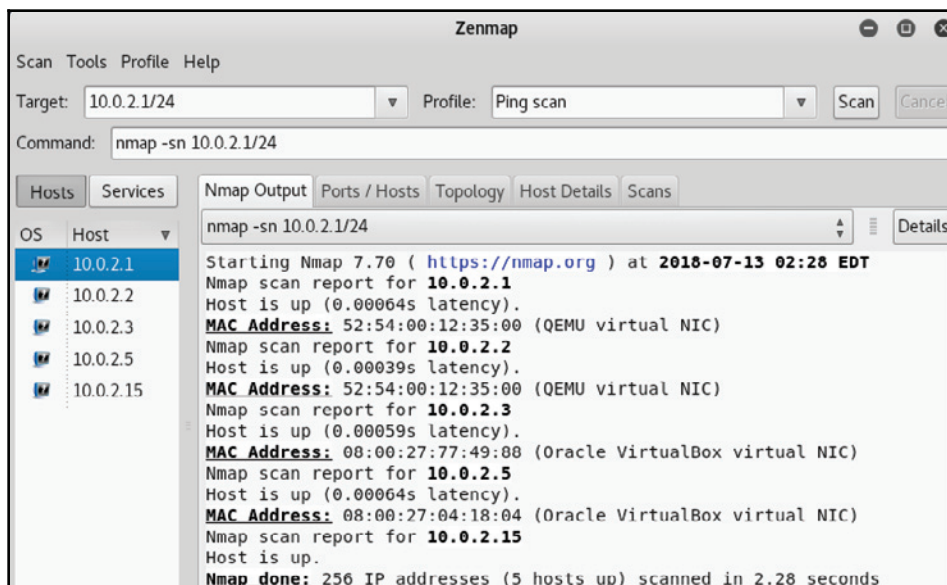 Zenmap
Scan Tools Profile Help
Target: 10.0.2.1/24 Profile: Ping scan Scan Cancel
Command: nmap -sn 10.0.2.1/24
Hosts Services Nmap Output Ports / Hosts Topology Host Details Scans
OS Host nmap -sn 10.0.2.1/24 Details
10.0.2.1
10.0.2.2
10.0.2.3
10.0.2.5
10.0.2.15
Starting Nmap 7.70 ( https://nmap.org ) at 2018-07-13 02:28 EDT
Nmap scan report for 10.0.2.1
Host is up (0.00064s latency).
MAC Address: 52:54:00:12:35:00 (QEMU virtual NIC)
Nmap scan report for 10.0.2.2
Host is up (0.00039s latency).
MAC Address: 52:54:00:12:35:00 (QEMU virtual NIC)
Nmap scan report for 10.0.2.3
Host is up (0.00059s latency).
MAC Address: 08:00:27:77:49:88 (Oracle VirtualBox virtual NIC)
Nmap scan report for 10.0.2.5
Host is up (0.00064s latency).
MAC Address: 08:00:27:04:18:04 (Oracle VirtualBox virtual NIC)
Nmap scan report for 10.0.2.15
Host is up.
Nmap done: 256 IP addresses (5 hosts up) scanned in 2.28 seconds